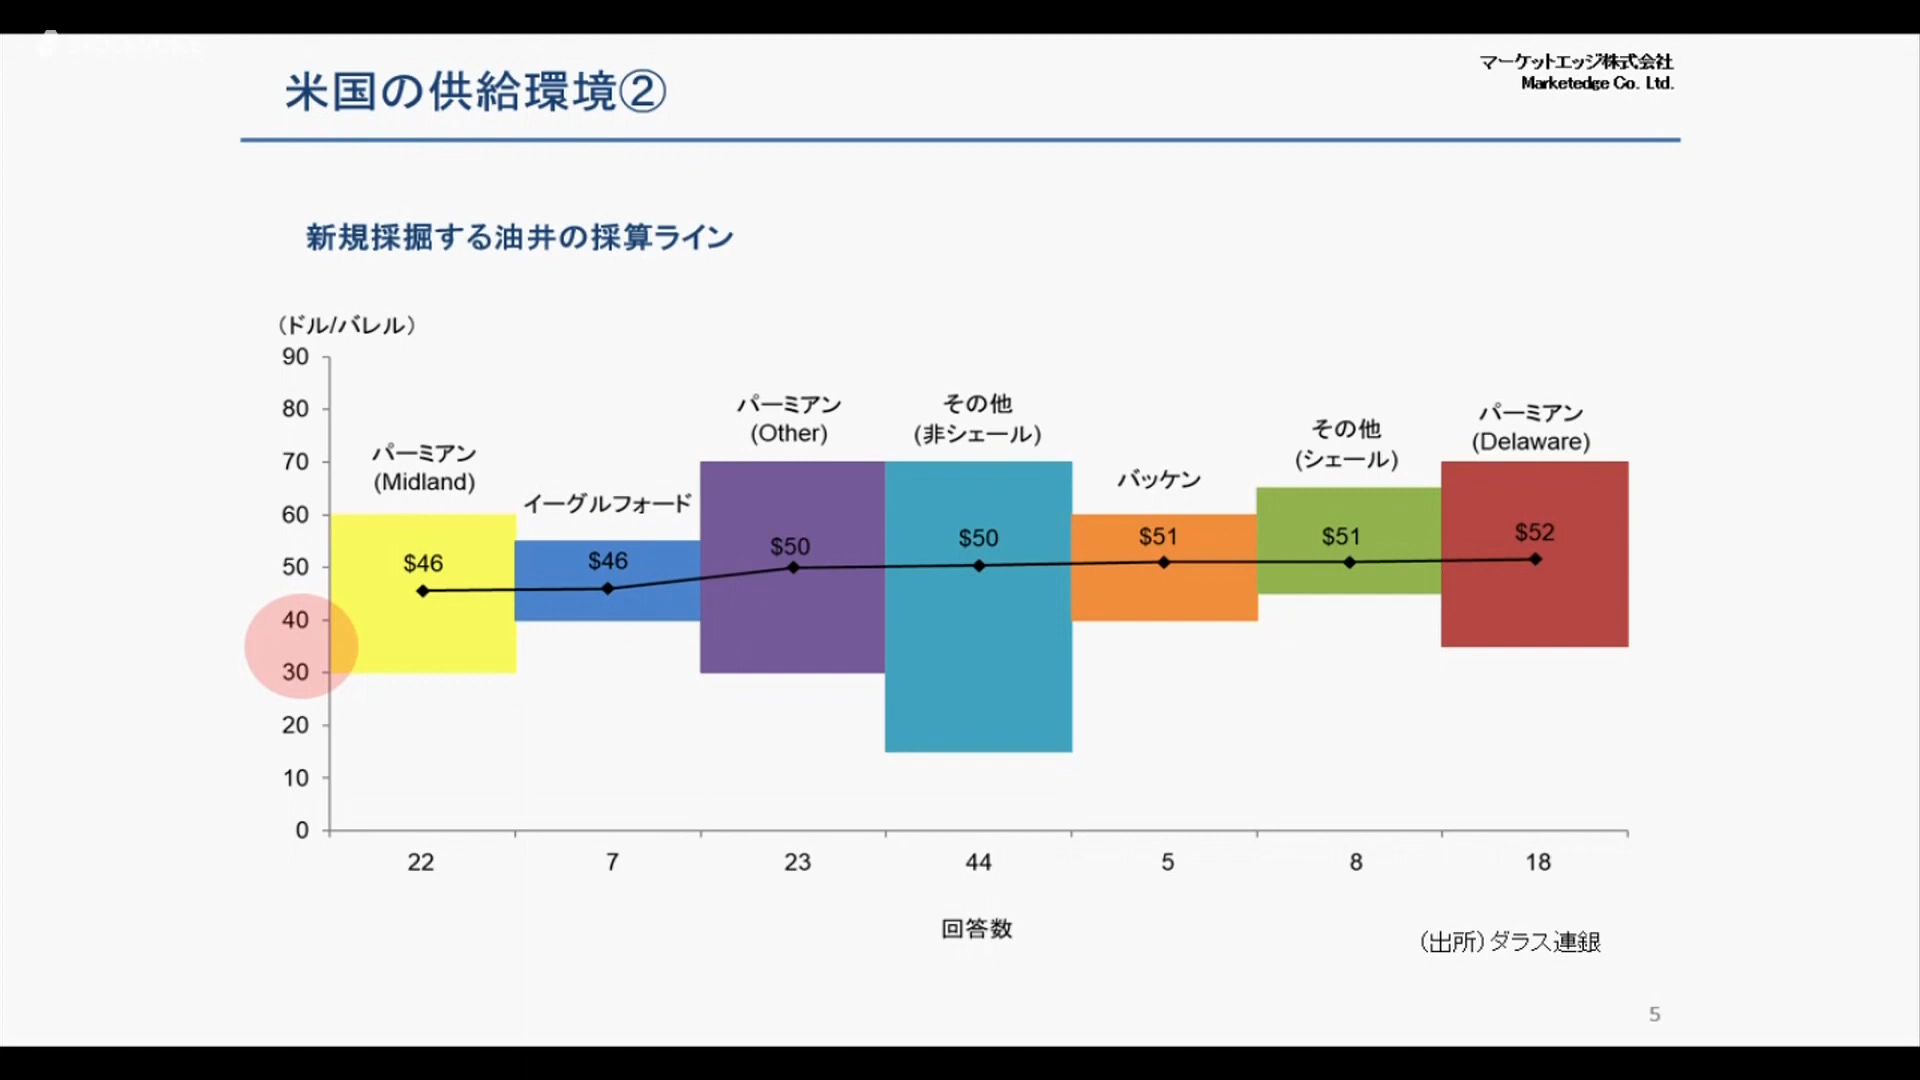 米国の供給環境②
マーケットエッジ株式会社
Marketedge Co. Ltd.
新規採掘する油井の採算ライン
（ドル/バレル）
90
80
70
60
50
40
30
20
10
0
パーミアン
(Midland)
$46
イーグルフォード
$46
パーミアン
(Other)
$50
その他
(非シェール)
$50
バッケン
$51
その他
(シェール)
$51
パーミアン
(Delaware)
$52
22 7 23 44 5 8 18
回答数
（出所）ダラス連銀
5